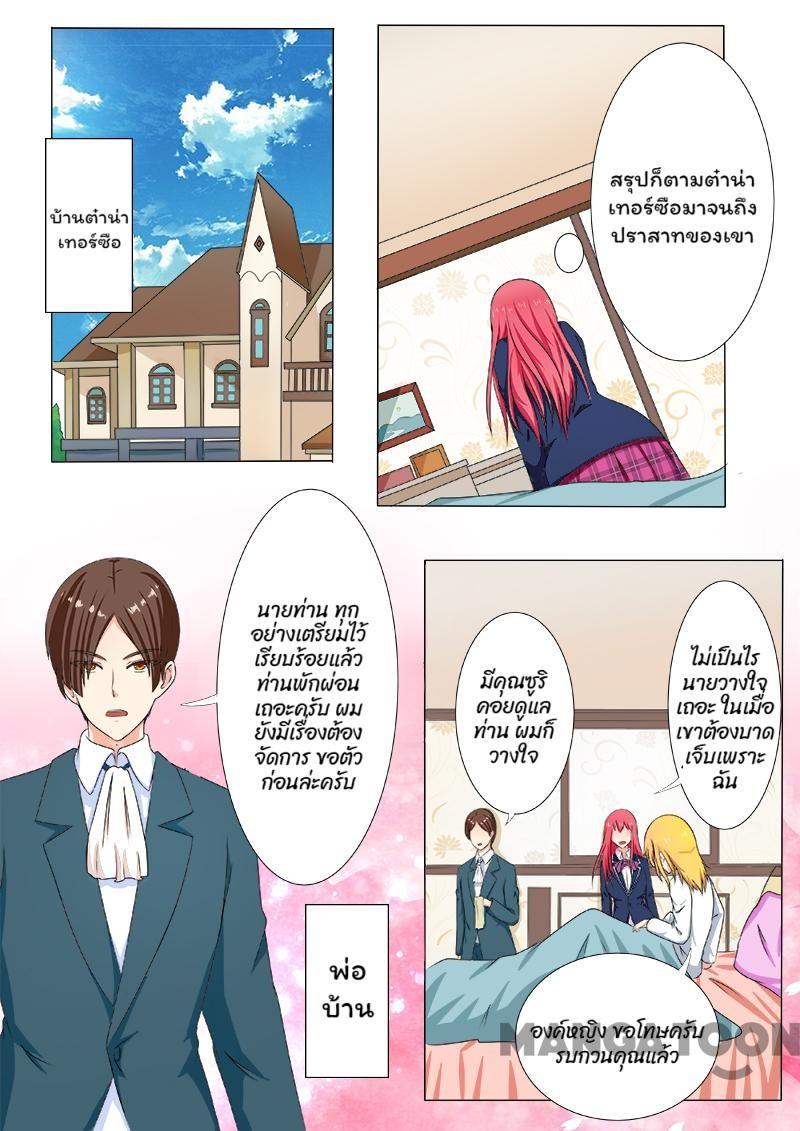 บ้านต๋าน่า
เทอร์ซือ
สรุปก็ตามต๋าน่า
เทอร์ซือมาจนถึง
ปราสาทของเขา
นายท่าน ทุก
อย่างเตรียมไว้
เรียบร้อยแล้ว
ท่านพักผ่อน
เถอะครับ ผม
ยังมีเรื่องต้อง
จัดการ ขอตัว
ก่อนล่ะครับ
พ่อ
บ้าน
มีคุณซูริ
คอยดูแล
ท่าน ผมก็
วางใจ
ไม่เป็นไร
นายวางใจ
เถอะ ในเมื่อ
เขาต้องบาด
เจ็บเพราะ
ฉัน
องค์หญิง ขอโทษครับ
รบกวนคุณแล้ว
MANGATOON